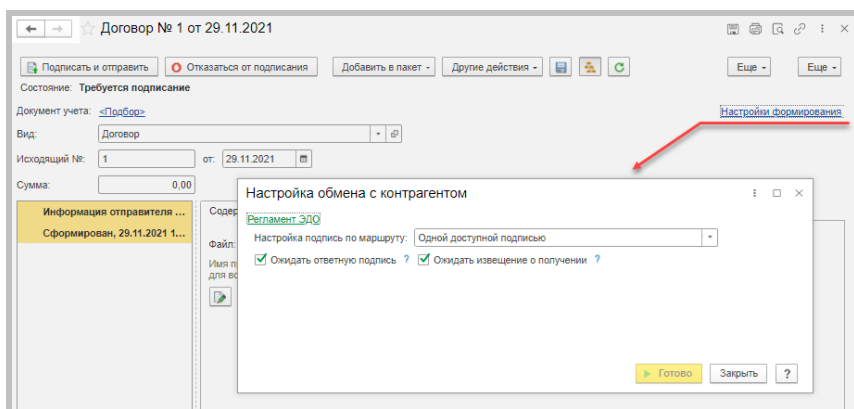 Договор № 1 от 29.11.2021
Подписать и отправить Отказаться от подписания Добавить в пакет Другие действия Еще Еще
Состояние: Требуется подписание
Документ учета: <Подбор> Настройки формирования
Вид: Договор
Исходящий №: 1 от: 29.11.2021
Сумма: 0,00
Информация отправителя ...
Сформирован, 29.11.2021 1...
Файл:
для
Настройка обмена с контрагентом
Регламент ЭДО
Настройка подпись по маршруту: Одной доступной подписью
Ожидать ответную подпись ? Ожидать извещение о получении ?
Готово Закрыть ?